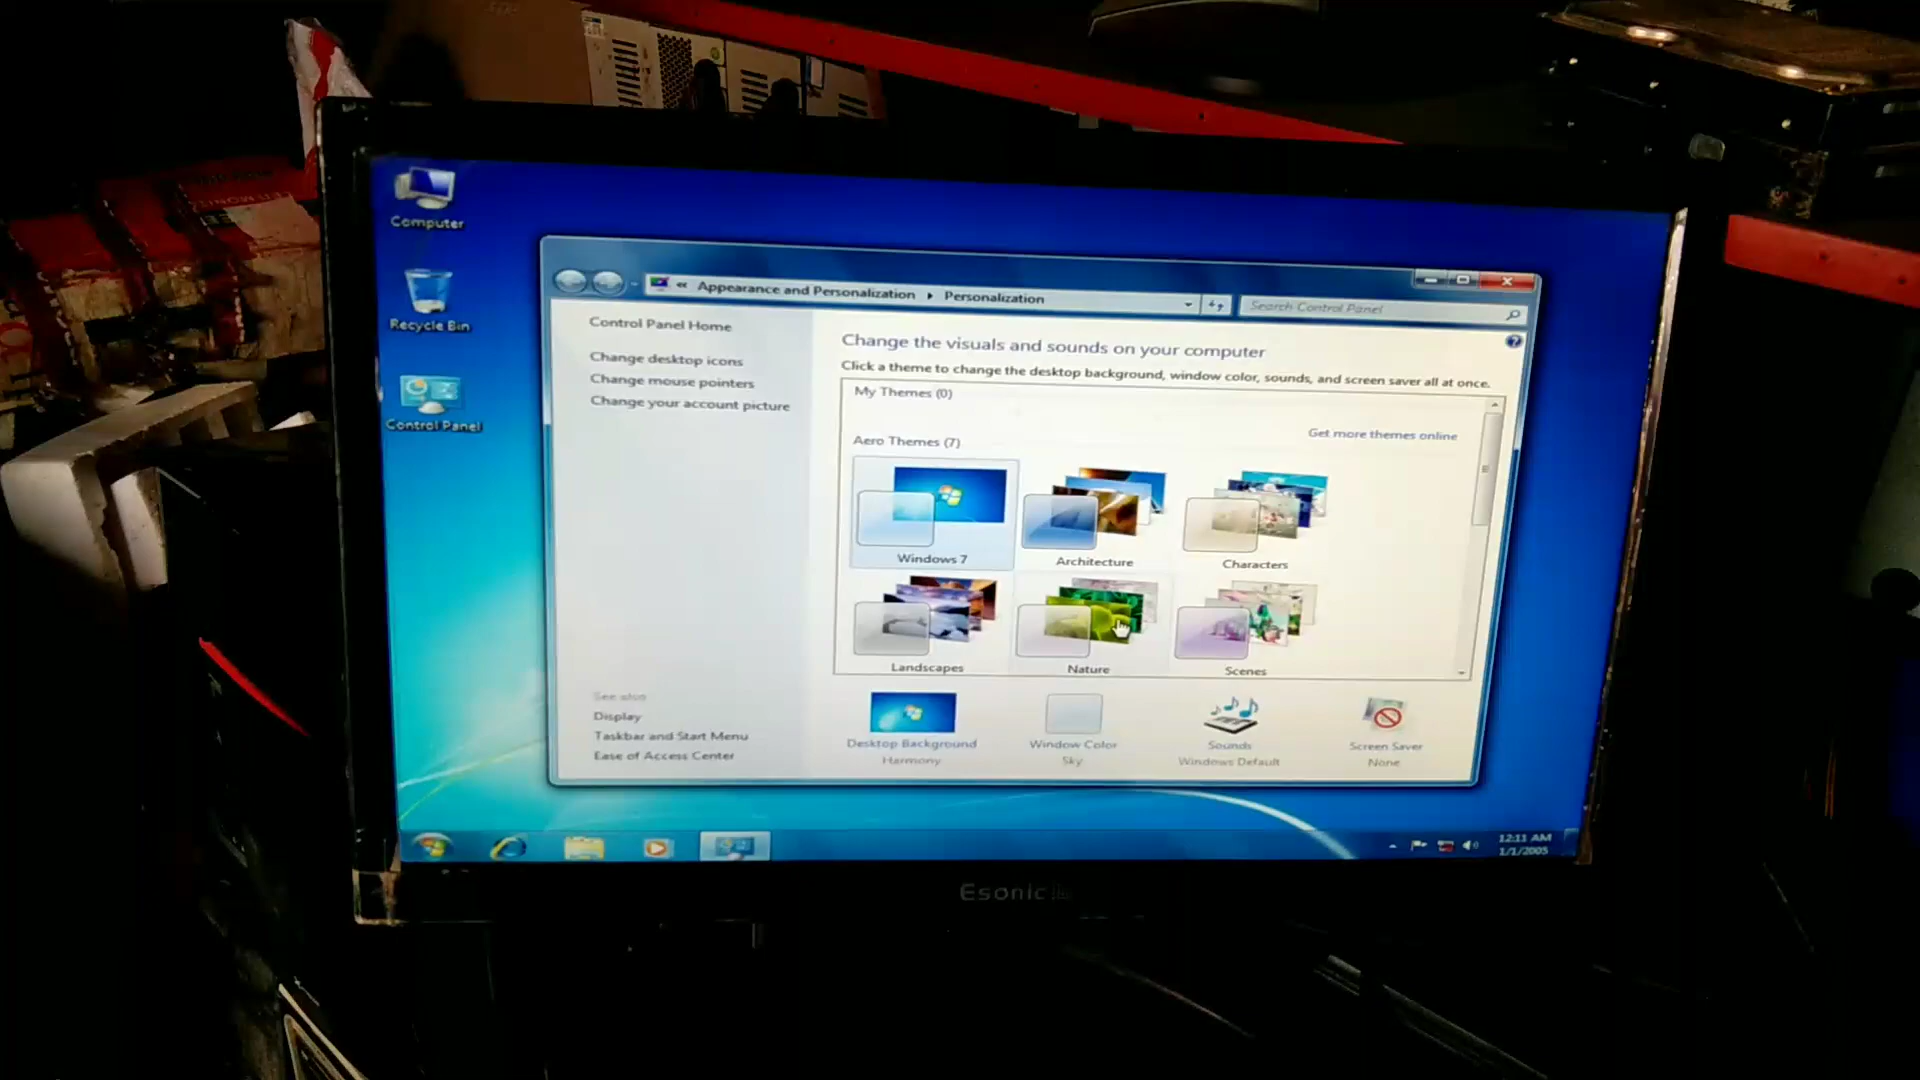 Computer
Recycle Bin
Control Panel
« Appearance and Personalization ▸ Personalization
Search Control Panel
Control Panel Home
Change desktop icons
Change mouse pointers
Change your account picture
See also
Display
Taskbar and Start Menu
Ease of Access Center
Change the visuals and sounds on your computer
Click a theme to change the desktop background, window color, sounds, and screen saver all at once.
My Themes (0)
Get more themes online
Aero Themes (7)
Windows 7
Architecture
Characters
Landscapes
Nature
Scenes
Desktop Background
Harmony
Window Color
Sky
Sounds
Windows Default
Screen Saver
None
12:11 AM
1/1/2005
Esonic